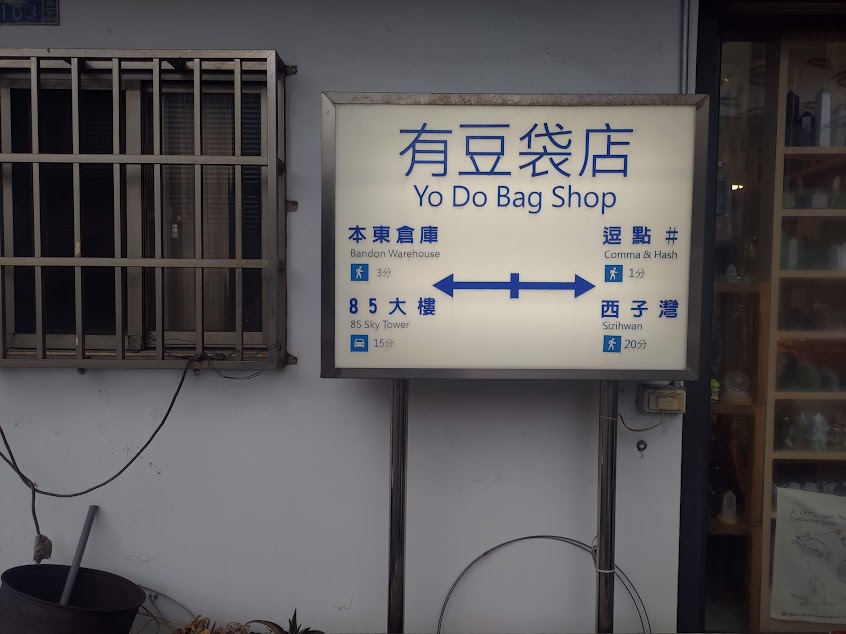 103
有豆袋店
Yo Do Bag Shop
本東倉庫
Bandon Warehouse
3分
85大樓
85 Sky Tower
15分
逗點#
Comma & Hash
1分
西子灣
Sizihwan
20分